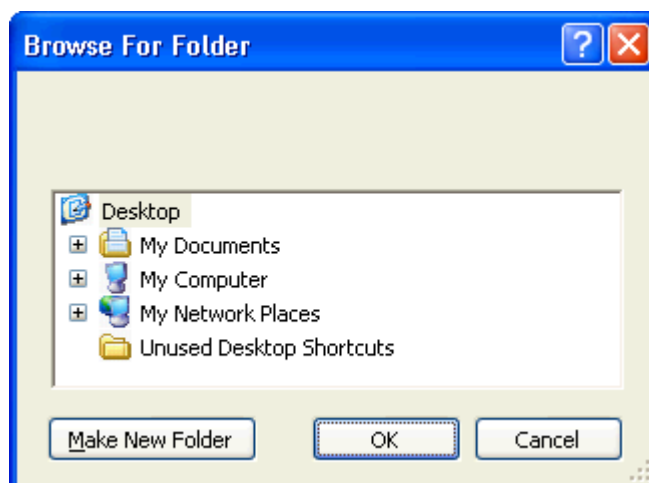 Browse For Folder
Desktop
My Documents
My Computer
My Network Places
Unused Desktop Shortcuts
Make New Folder OK Cancel